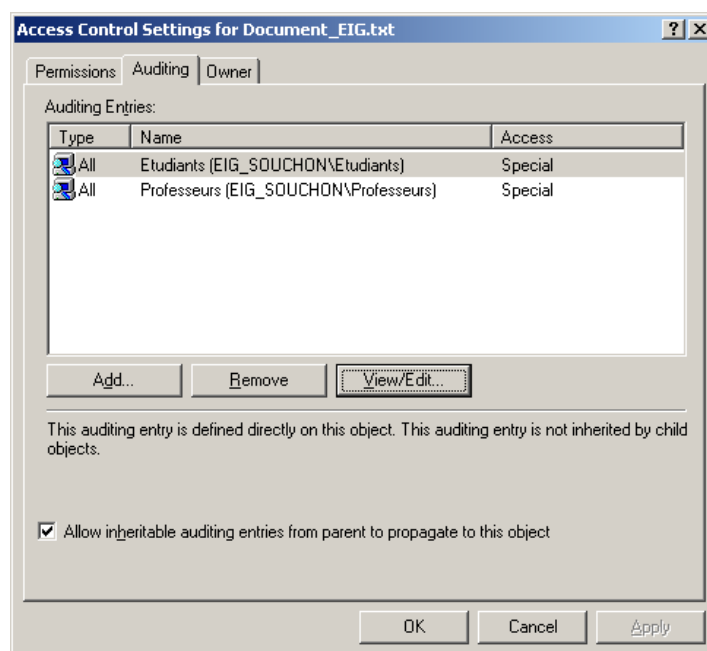 Access Control Settings for Document_EIG.txt
Permissions Auditing Owner
Auditing Entries:
Type Name Access
All Etudiants (EIG_SOUCHON\Etudiants) Special
All Professeurs (EIG_SOUCHON\Professeurs) Special
Add... Remove View/Edit...
This auditing entry is defined directly on this object. This auditing entry is not inherited by child
objects.
Allow inheritable auditing entries from parent to propagate to this object
OK Cancel Apply